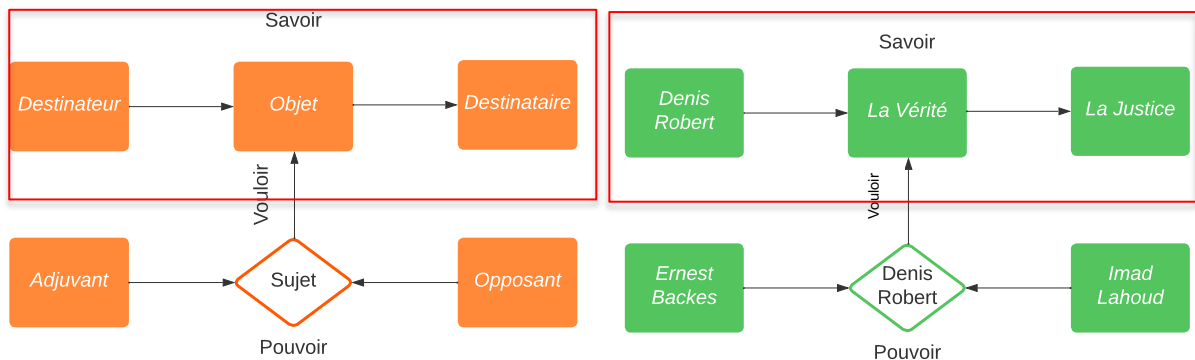 Savoir
Destinateur
Objet
Destinataire
Vouloir
Adjuvant
Sujet
Opposant
Pouvoir
Savoir
Denis
Robert
La Vérité
La Justice
Vouloir
Ernest
Backes
Denis
Robert
Imad
Lahoud
Pouvoir